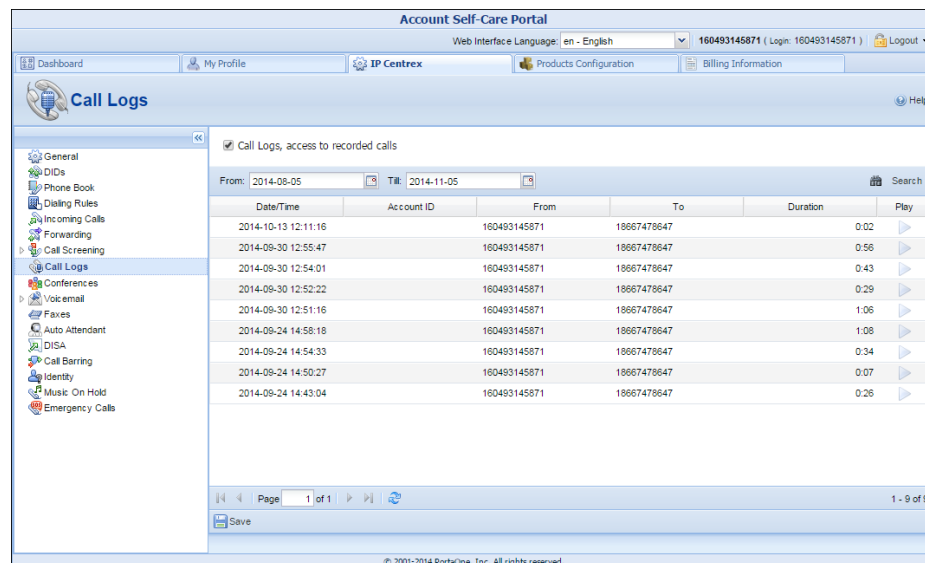 Account Self-Care Portal
Web Interface Language: en - English 160493145871 ( Login: 160493145871 ) Logout
Dashboard My Profile IP Centrex Products Configuration Billing Information
Call Logs
Help
General
DIDs
Phone Book
Dialing Rules
Incoming Calls
Forwarding
Call Screening
Call Logs
Conferences
Voicemail
Faxes
Auto Attendant
DISA
Call Barring
Identity
Music On Hold
Emergency Calls
Call Logs, access to recorded calls
From: 2014-08-05 Till: 2014-11-05 Search
Date/Time Account ID From To Duration Play
2014-10-13 12:11:16 160493145871 18667478647 0:02
2014-09-30 12:55:47 160493145871 18667478647 0:56
2014-09-30 12:54:01 160493145871 18667478647 0:43
2014-09-30 12:52:22 160493145871 18667478647 0:29
2014-09-30 12:51:16 160493145871 18667478647 1:06
2014-09-24 14:58:18 160493145871 18667478647 1:08
2014-09-24 14:54:33 160493145871 18667478647 0:34
2014-09-24 14:50:27 160493145871 18667478647 0:07
2014-09-24 14:43:04 160493145871 18667478647 0:26
Page 1 of 1 1 - 9 of 9
Save
© 2001-2014 PortaOne, Inc. All rights reserved